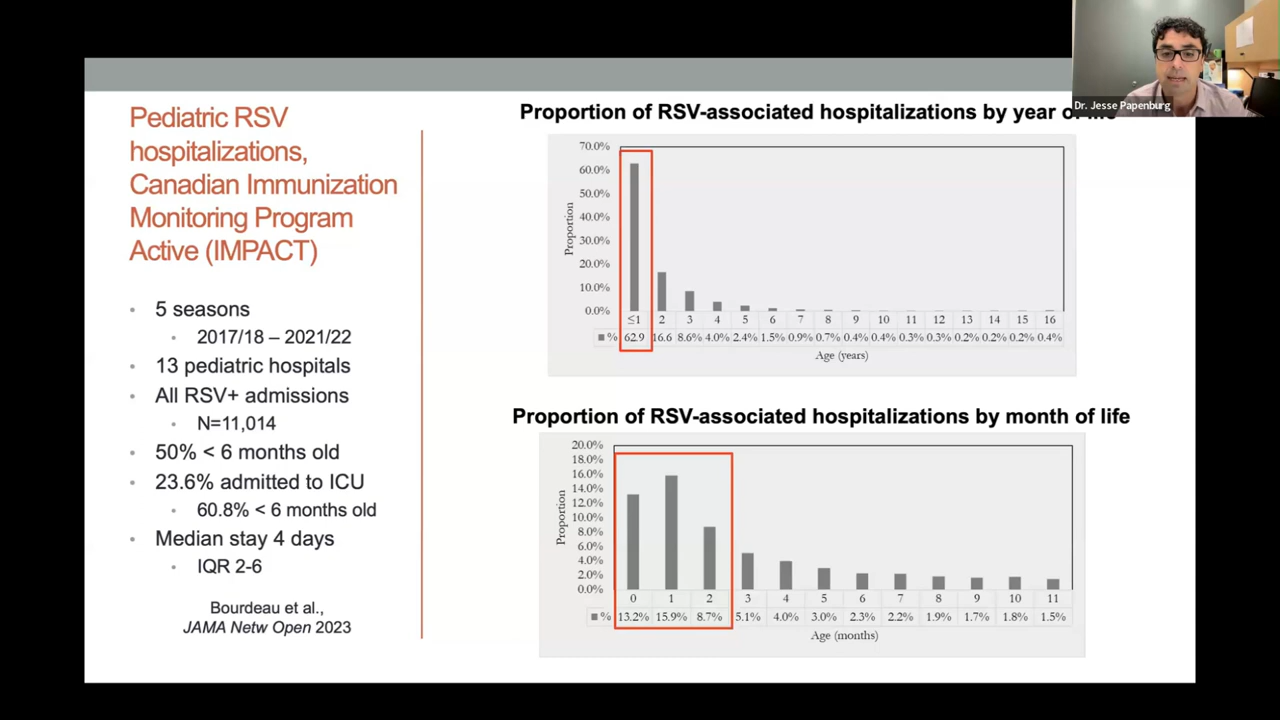 Dr. Jesse Papenburg
Pediatric RSV
hospitalizations,
Canadian Immunization
Monitoring Program
Active (IMPACT)
• 5 seasons
• 2017/18 – 2021/22
• 13 pediatric hospitals
• All RSV+ admissions
• N=11,014
• 50% < 6 months old
• 23.6% admitted to ICU
• 60.8% < 6 months old
• Median stay 4 days
• IQR 2-6
Bourdeau et al.,
JAMA Netw Open 2023
Proportion of RSV-associated hospitalizations by year of
Proportion
70.0%
60.0%
50.0%
40.0%
30.0%
20.0%
10.0%
0.0%
≤1 2 3 4 5 6 7 8 9 10 11 12 13 14 15 16
% 62.9 16.6 8.6% 4.0% 2.4% 1.5% 0.9% 0.7% 0.4% 0.4% 0.3% 0.3% 0.2% 0.2% 0.2% 0.4%
Age (years)
Proportion of RSV-associated hospitalizations by month of life
Proportion
20.0%
18.0%
16.0%
14.0%
12.0%
10.0%
8.0%
6.0%
4.0%
2.0%
0.0%
0 1 2 3 4 5 6 7 8 9 10 11
% 13.2% 15.9% 8.7% 5.1% 4.0% 3.0% 2.3% 2.2% 1.9% 1.7% 1.8% 1.5%
Age (months)